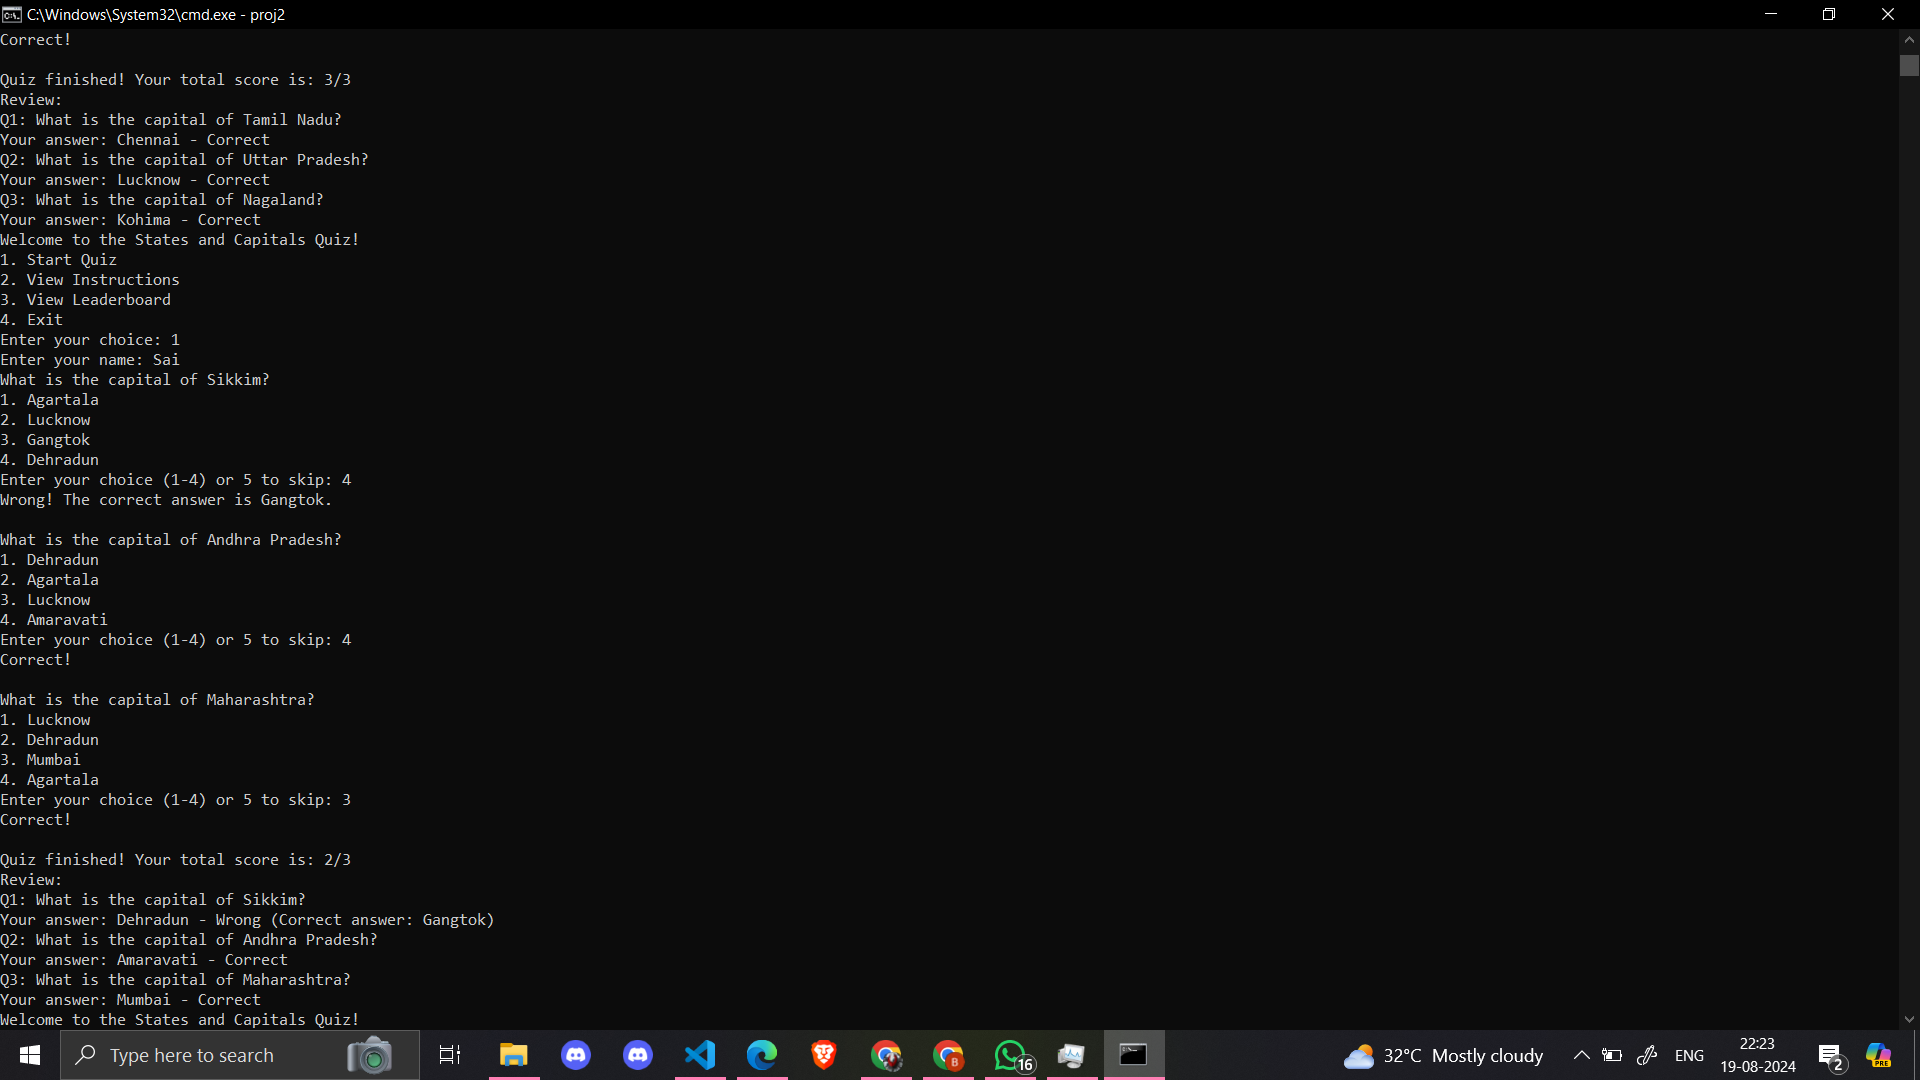 C:\Windows\System32\cmd.exe - proj2
Correct!
Quiz finished! Your total score is: 3/3
Review:
Q1: What is the capital of Tamil Nadu?
Your answer: Chennai - Correct
Q2: What is the capital of Uttar Pradesh?
Your answer: Lucknow - Correct
Q3: What is the capital of Nagaland?
Your answer: Kohima - Correct
Welcome to the States and Capitals Quiz!
1. Start Quiz
2. View Instructions
3. View Leaderboard
4. Exit
Enter your choice: 1
Enter your name: Sai
What is the capital of Sikkim?
1. Agartala
2. Lucknow
3. Gangtok
4. Dehradun
Enter your choice (1-4) or 5 to skip: 4
Wrong! The correct answer is Gangtok.
What is the capital of Andhra Pradesh?
1. Dehradun
2. Agartala
3. Lucknow
4. Amaravati
Enter your choice (1-4) or 5 to skip: 4
Correct!
What is the capital of Maharashtra?
1. Lucknow
2. Dehradun
3. Mumbai
4. Agartala
Enter your choice (1-4) or 5 to skip: 3
Correct!
Quiz finished! Your total score is: 2/3
Review:
Q1: What is the capital of Sikkim?
Your answer: Dehradun - Wrong (Correct answer: Gangtok)
Q2: What is the capital of Andhra Pradesh?
Your answer: Amaravati - Correct
Q3: What is the capital of Maharashtra?
Your answer: Mumbai - Correct
Welcome to the States and Capitals Quiz!
Type here to search
16
32°C Mostly cloudy
ENG
22:23
19-08-2024
2
PRE